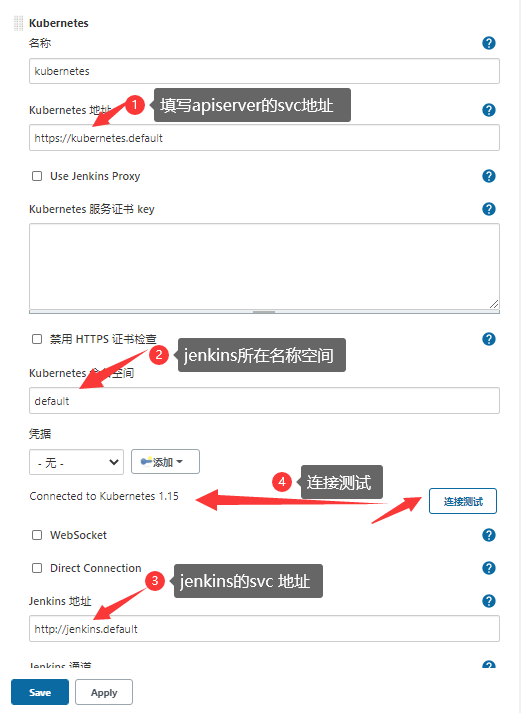 Kubernetes
名称
kubernetes
Kubernetes 地址
1 填写apiserver的svc地址
https://kubernetes.default
Use Jenkins Proxy
Kubernetes 服务证书 key
禁用 HTTPS 证书检查
2 jenkins所在名称空间
Kubernetes 命名空间
default
凭据
- 无 -
添加
4 连接测试
Connected to Kubernetes 1.15
连接测试
WebSocket
Direct Connection
3 jenkins的svc 地址
Jenkins 地址
http://jenkins.default
Jenkins 通道
Save
Apply